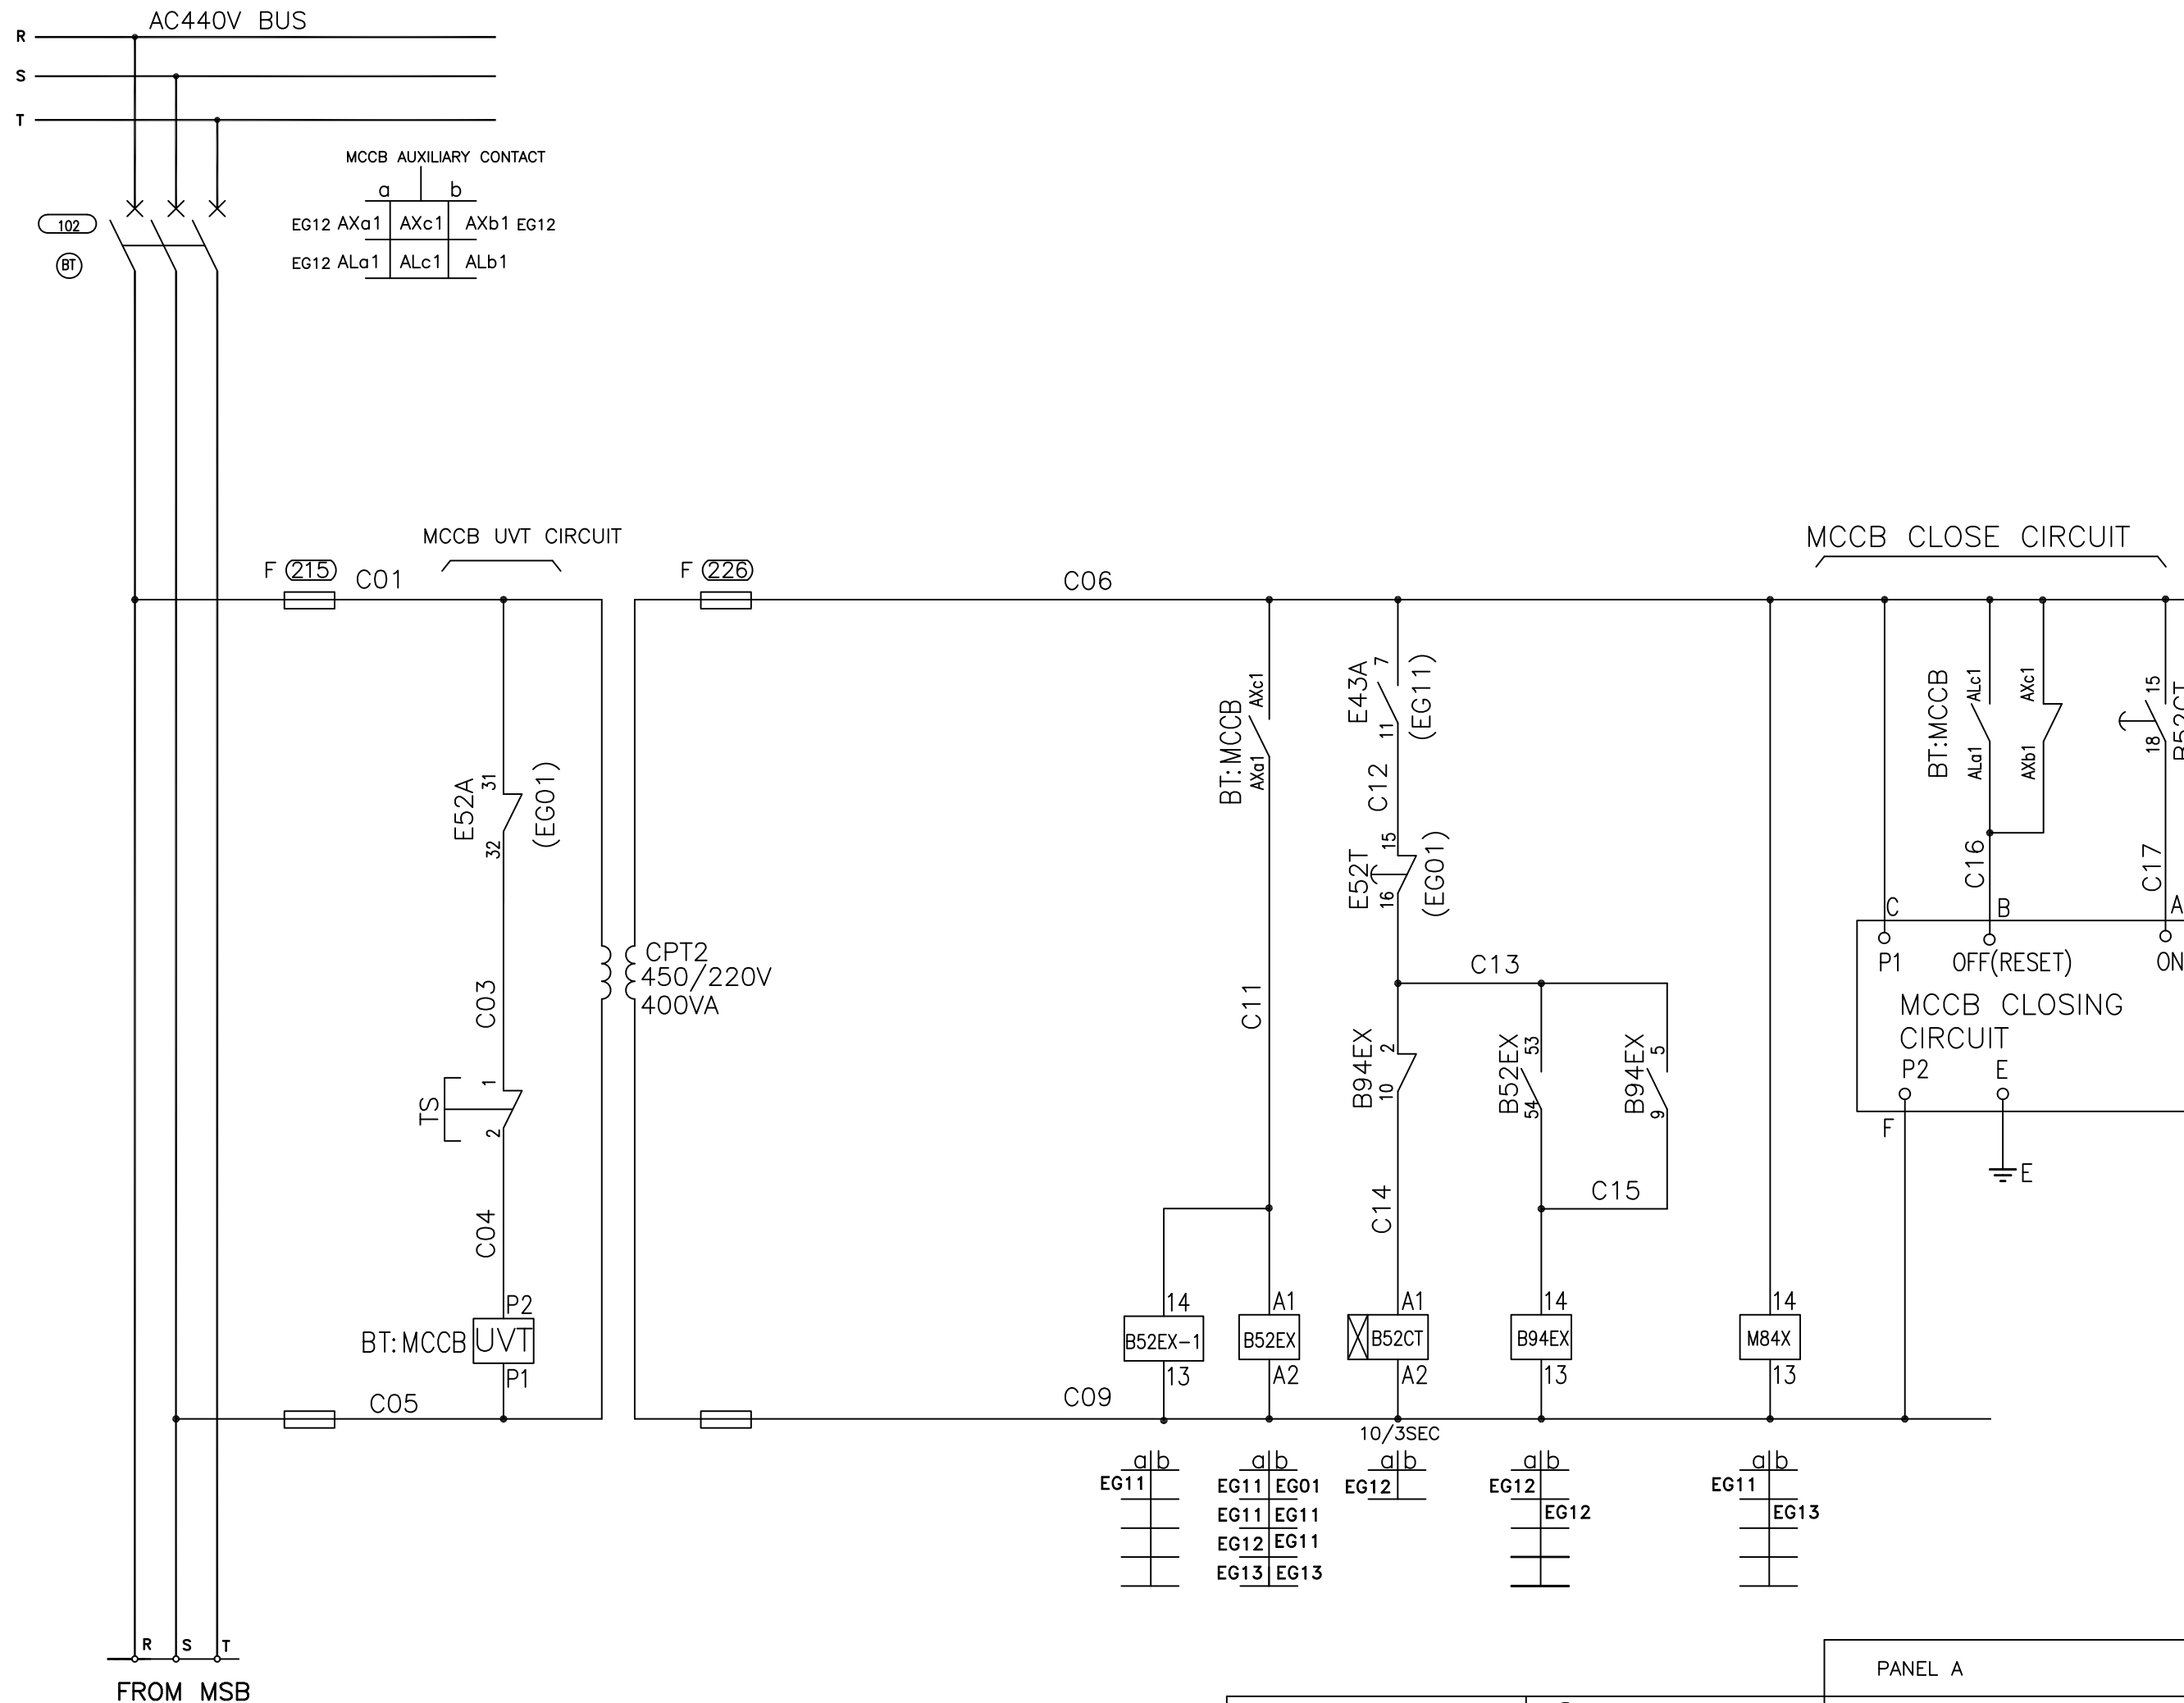 AC440V BUS
R
S
T
MCCB AUXILIARY CONTACT
a b
EG12 AXa1 AXc1 AXb1 EG12
EG12 ALa1 ALc1 ALb1
102
BT
MCCB UVT CIRCUIT
MCCB CLOSE CIRCUIT
F 215 C01
F 226
C06
E52A 31 32 (EG01)
C03
TS 1 2
C04
P2
BT:MCCB UVT
P1
C05
CPT2
450/220V
400VA
BT:MCCB AXc1 AXa1
C11
E43A 7 11 (EG11)
C12
E52T 15 16 (EG01)
C13
B94EX 2 10
B52EX 53 54
B94EX 5 9
C14
C15
BT:MCCB ALc1 ALa1
AXc1 AXb1
15 18 B52CT
C16
C17
C B A
P1 OFF(RESET) ON
MCCB CLOSING
CIRCUIT
P2 E
F
E
14 A1 A1 14 14
B52EX-1 B52EX B52CT B94EX M84X
13 A2 A2 13 13
C09
10/3SEC
a b a b a b a b a b
EG11 EG11 EG01 EG12 EG12 EG11
EG11 EG11 EG12 EG13
EG12 EG11
EG13 EG13
R S T
FROM MSB
PANEL A